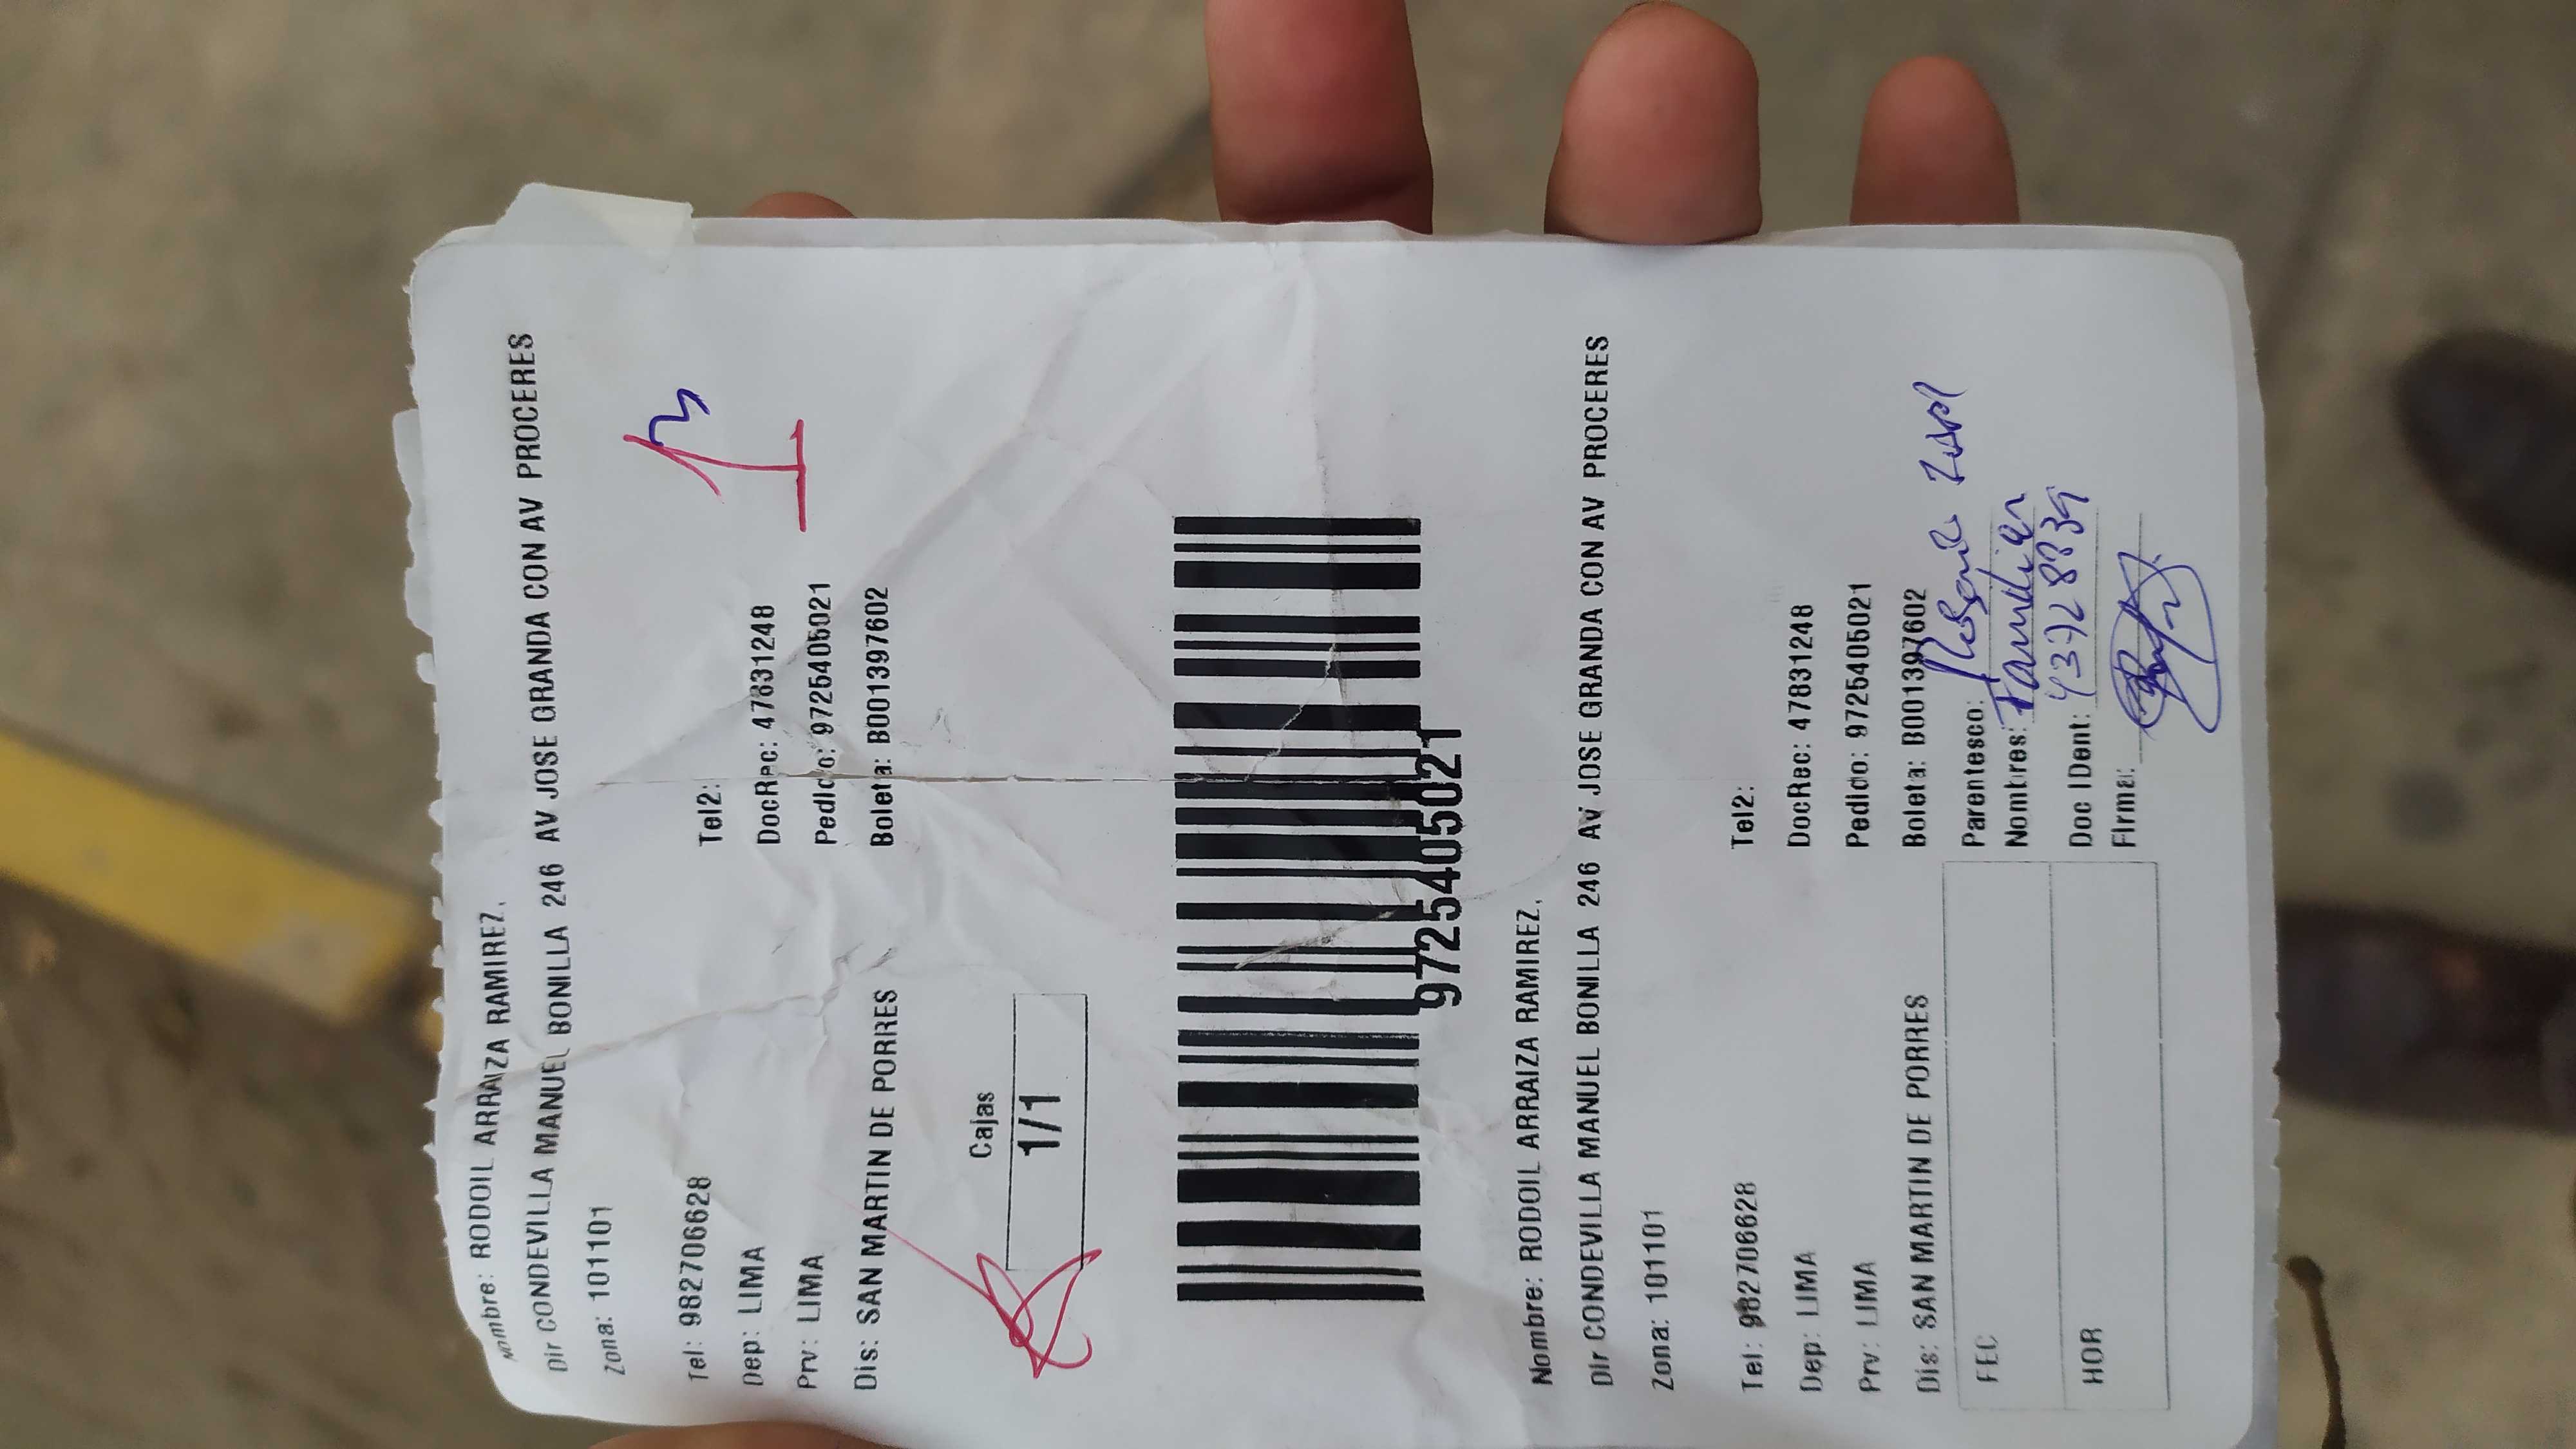 Nombre: RODOIL ARRAIZA RAMIREZ,
Dir CONDEVILLA MANUEL BONILLA 246 AV JOSE GRANDA CON AV PROCERES
Zona: 101101
Tel: 982706628 Tel2:
Dep: LIMA DocRec: 47831248
Prv: LIMA Pedido: 9725405021
Dis: SAN MARTIN DE PORRES Boleta: B001397602
Cajas
1/1
9725405021
Nombre: RODOIL ARRAIZA RAMIREZ,
Dir CONDEVILLA MANUEL BONILLA 246 AV JOSE GRANDA CON AV PROCERES
Zona: 101101
Tel: 982706628 Tel2:
Dep: LIMA DocRec: 47831248
Prv: LIMA Pedido: 9725405021
Dis: SAN MARTIN DE PORRES Boleta: B001397602
FEC Parentesco:
Nombres: Familiar
HOR Doc IDent:
Firma: